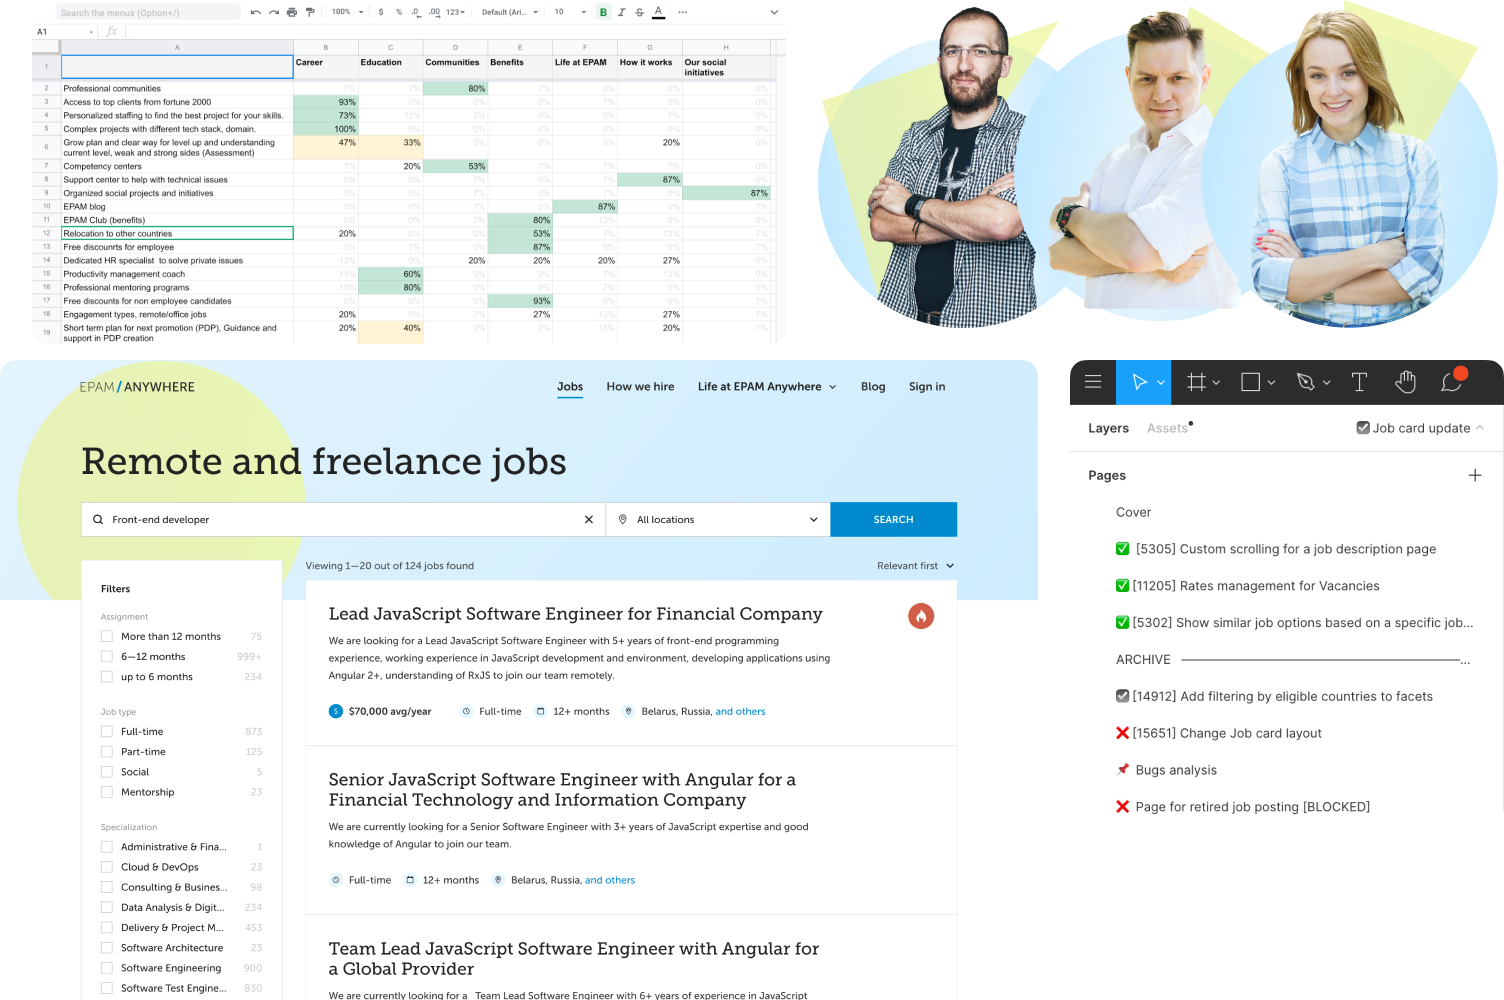 Search the menus (Option+/)
100%
$ % .0 .00 123
Default (Ari...
10
B I S A
A1
fx
A B C D E F G H
1 Career Education Communities Benefits Life at EPAM How it works Our social
initiatives
2 Professional communities 7% 7% 80% 7% 0% 0% 0%
3 Access to top clients from fortune 2000 93% 0% 0% 0% 7% 0% 0%
4 Personalized staffing to find the best project for your skills. 73% 13% 7% 0% 0% 7% 0%
5 Complex projects with different tech stack, domain. 100% 0% 0% 0% 0% 0% 0%
6 Grow plan and clear way for level up and understanding 47% 33% 0% 0% 0% 20% 0%
current level, weak and strong sides (Assessment)
7 Competency centers 7% 20% 53% 7% 7% 7% 0%
8 Support center to help with technical issues 0% 0% 7% 0% 7% 87% 0%
9 Organized social projects and initiatives 0% 0% 7% 0% 7% 0% 87%
10 EPAM blog 0% 0% 7% 0% 87% 0% 7%
11 EPAM Club (benefits) 0% 0% 7% 80% 13% 0% 0%
12 Relocation to other countries 20% 0% 0% 53% 7% 13% 7%
13 Free discounrts for employee 0% 7% 0% 87% 0% 0% 7%
14 Dedicated HR specialist to solve private issues 13% 0% 20% 20% 20% 27% 0%
15 Productivity management coach 13% 60% 0% 0% 7% 13% 0%
16 Professional mentoring programs 13% 80% 0% 0% 7% 0% 0%
17 Free discounts for non employee candidates 0% 0% 0% 93% 0% 0% 7%
18 Engagement types, remote/office jobs 20% 0% 7% 27% 13% 27% 7%
19 Short term plan for next promotion (PDP), Guidance and 20% 40% 0% 0% 13% 20% 7%
support in PDP creation
EPAM/ANYWHERE
Jobs
How we hire
Life at EPAM Anywhere
Blog
Sign in
Remote and freelance jobs
Front-end developer
All locations
SEARCH
Viewing 1—20 out of 124 jobs found
Relevant first
Filters
Assignment
More than 12 months 75
6—12 months 999+
up to 6 months 234
Job type
Full-time 873
Part-time 125
Social 5
Mentorship 23
Specialization
Administrative & Fina... 1
Cloud & DevOps 23
Consulting & Busines... 98
Data Analysis & Digit... 234
Delivery & Project M... 453
Software Architecture 23
Software Engineering 900
Software Test Engine... 830
Lead JavaScript Software Engineer for Financial Company
We are looking for a Lead JavaScript Software Engineer with 5+ years of front-end programming
experience, working experience in JavaScript development and environment, developing applications using
Angular 2+, understanding of RxJS to join our team remotely.
$ $70,000 avg/year Full-time 12+ months Belarus, Russia, and others
Senior JavaScript Software Engineer with Angular for a
Financial Technology and Information Company
We are currently looking for a Senior Software Engineer with 3+ years of JavaScript expertise and good
knowledge of Angular to join our team.
Full-time 12+ months Belarus, Russia, and others
Team Lead JavaScript Software Engineer with Angular for
a Global Provider
We are currently looking for a Team Lead Software Engineer with 6+ years of experience in JavaScript
T
Layers
Assets
Job card update
Pages
Cover
[5305] Custom scrolling for a job description page
[11205] Rates management for Vacancies
[5302] Show similar job options based on a specific job...
ARCHIVE ———————————————...
[14912] Add filtering by eligible countries to facets
[15651] Change Job card layout
Bugs analysis
Page for retired job posting [BLOCKED]